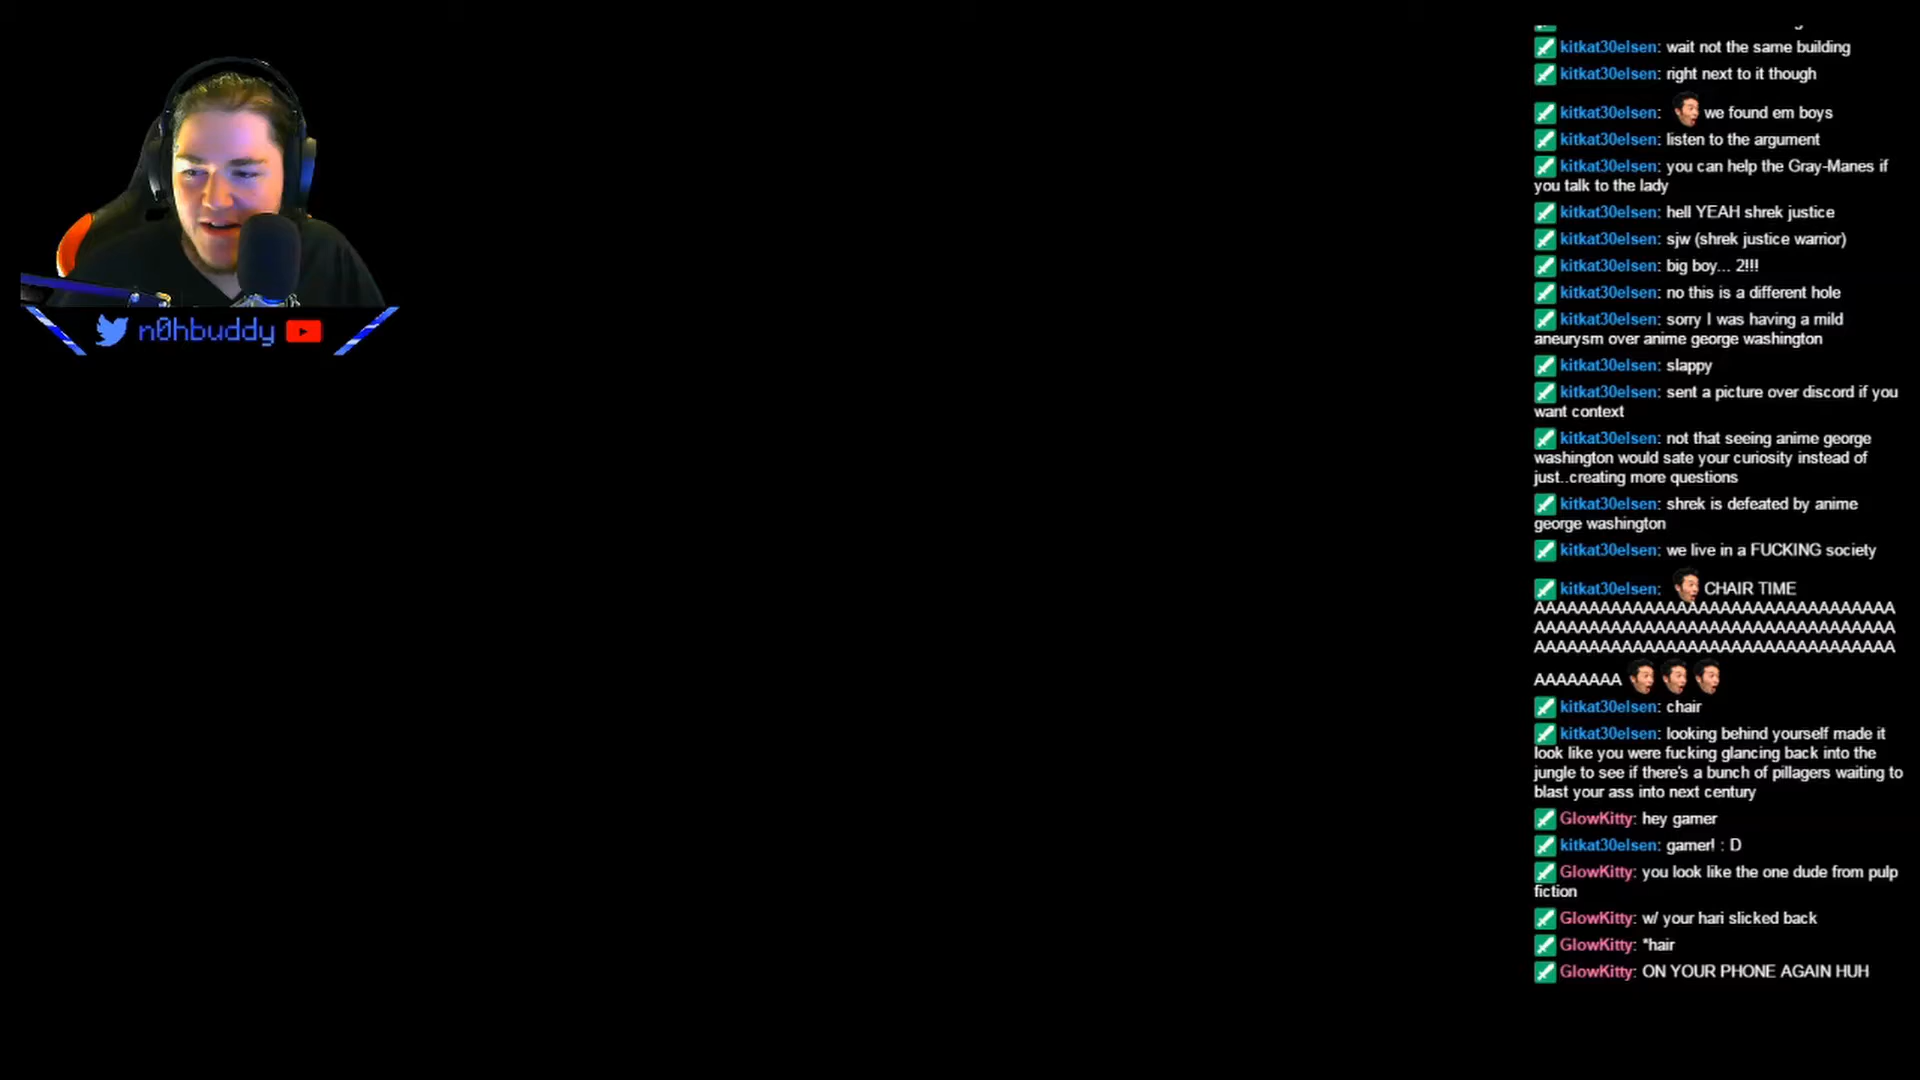 n0hbuddy
kitkat30elsen: wait not the same building
kitkat30elsen: right next to it though
kitkat30elsen: we found em boys
kitkat30elsen: listen to the argument
kitkat30elsen: you can help the Gray-Manes if
you talk to the lady
kitkat30elsen: hell YEAH shrek justice
kitkat30elsen: sjw (shrek justice warrior)
kitkat30elsen: big boy... 2!!!
kitkat30elsen: no this is a different hole
kitkat30elsen: sorry I was having a mild
aneurysm over anime george washington
kitkat30elsen: slappy
kitkat30elsen: sent a picture over discord if you
want context
kitkat30elsen: not that seeing anime george
washington would sate your curiosity instead of
just..creating more questions
kitkat30elsen: shrek is defeated by anime
george washington
kitkat30elsen: we live in a FUCKING society
kitkat30elsen: CHAIR TIME
AAAAAAAAAAAAAAAAAAAAAAAAAAAAAAAAA
AAAAAAAAAAAAAAAAAAAAAAAAAAAAAAAAA
AAAAAAAAAAAAAAAAAAAAAAAAAAAAAAAAA
AAAAAAAA
kitkat30elsen: chair
kitkat30elsen: looking behind yourself made it
look like you were fucking glancing back into the
jungle to see if there's a bunch of pillagers waiting to
blast your ass into next century
GlowKitty: hey gamer
kitkat30elsen: gamer! : D
GlowKitty: you look like the one dude from pulp
fiction
GlowKitty: w/ your hari slicked back
GlowKitty: *hair
GlowKitty: ON YOUR PHONE AGAIN HUH